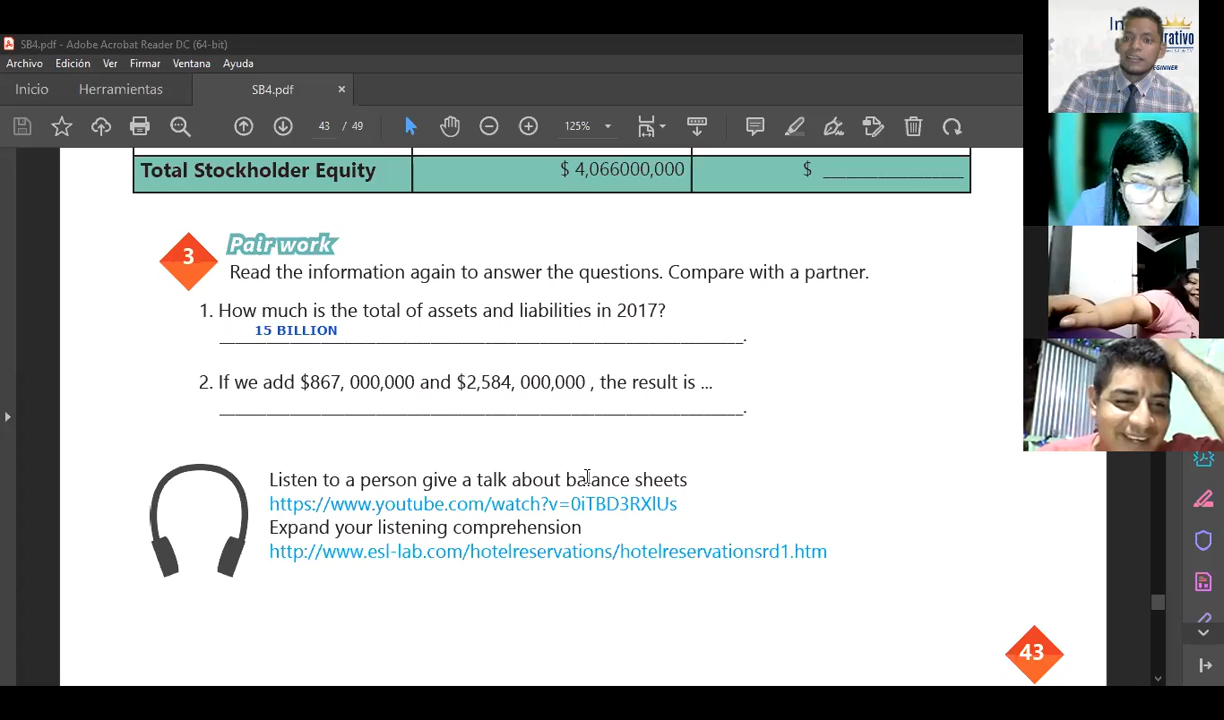 SB4.pdf - Adobe Acrobat Reader DC (64-bit)
Archivo Edición Ver Firmar Ventana Ayuda
Inicio Herramientas SB4.pdf ×
43 / 49 125%
Total Stockholder Equity $ 4,066000,000 $ _______________
3 Pair work
Read the information again to answer the questions. Compare with a partner.
1. How much is the total of assets and liabilities in 2017?
15 BILLION
_______________________________________________________.
2. If we add $867, 000,000 and $2,584, 000,000 , the result is ...
_______________________________________________________.
Listen to a person give a talk about balance sheets
https://www.youtube.com/watch?v=0iTBD3RXlUs
Expand your listening comprehension
http://www.esl-lab.com/hotelreservations/hotelreservationsrd1.htm
43